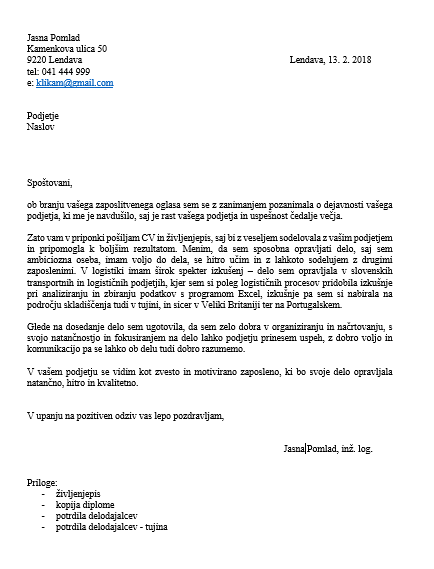 Jasna Pomlad
Kamenkova ulica 50
9220 Lendava
Lendava, 13. 2. 2018
tel: 041 444 999
e: klikam@gmail.com
Podjetje
Naslov
Spoštovani,
ob branju vašega zaposlitvenega oglasa sem se z zanimanjem pozanimala o dejavnosti vašega
podjetja, ki me je navdušilo, saj je rast vašega podjetja in uspešnost čedalje večja.
Zato vam v priponki pošiljam CV in življenjepis, saj bi z veseljem sodelovala z vašim podjetjem
in pripomogla k boljšim rezultatom. Menim, da sem sposobna opravljati delo, saj sem
ambiciozna oseba, imam voljo do dela, se hitro učim in z lahkoto sodelujem z drugimi
zaposlenimi. V logistiki imam širok spekter izkušenj – delo sem opravljala v slovenskih
transportnih in logističnih podjetjih, kjer sem si poleg logističnih procesov pridobila izkušnje
pri analiziranju in zbiranju podatkov s programom Excel, izkušnje pa sem si nabirala na
področju skladiščenja tudi v tujini, in sicer v Veliki Britaniji ter na Portugalskem.
Glede na dosedanje delo sem ugotovila, da sem zelo dobra v organiziranju in načrtovanju, s
svojo natančnostjo in fokusiranjem na delo lahko podjetju prinesem uspeh, z dobro voljo in
komunikacijo pa se lahko ob delu tudi dobro razumemo.
V vašem podjetju se vidim kot zvesto in motivirano zaposleno, ki bo svoje delo opravljala
natančno, hitro in kvalitetno.
V upanju na pozitiven odziv vas lepo pozdravljam,
Jasna Pomlad, inž. log.
Priloge:
- življenjepis
- kopija diplome
- potrdila delodajalcev
- potrdila delodajalcev - tujina